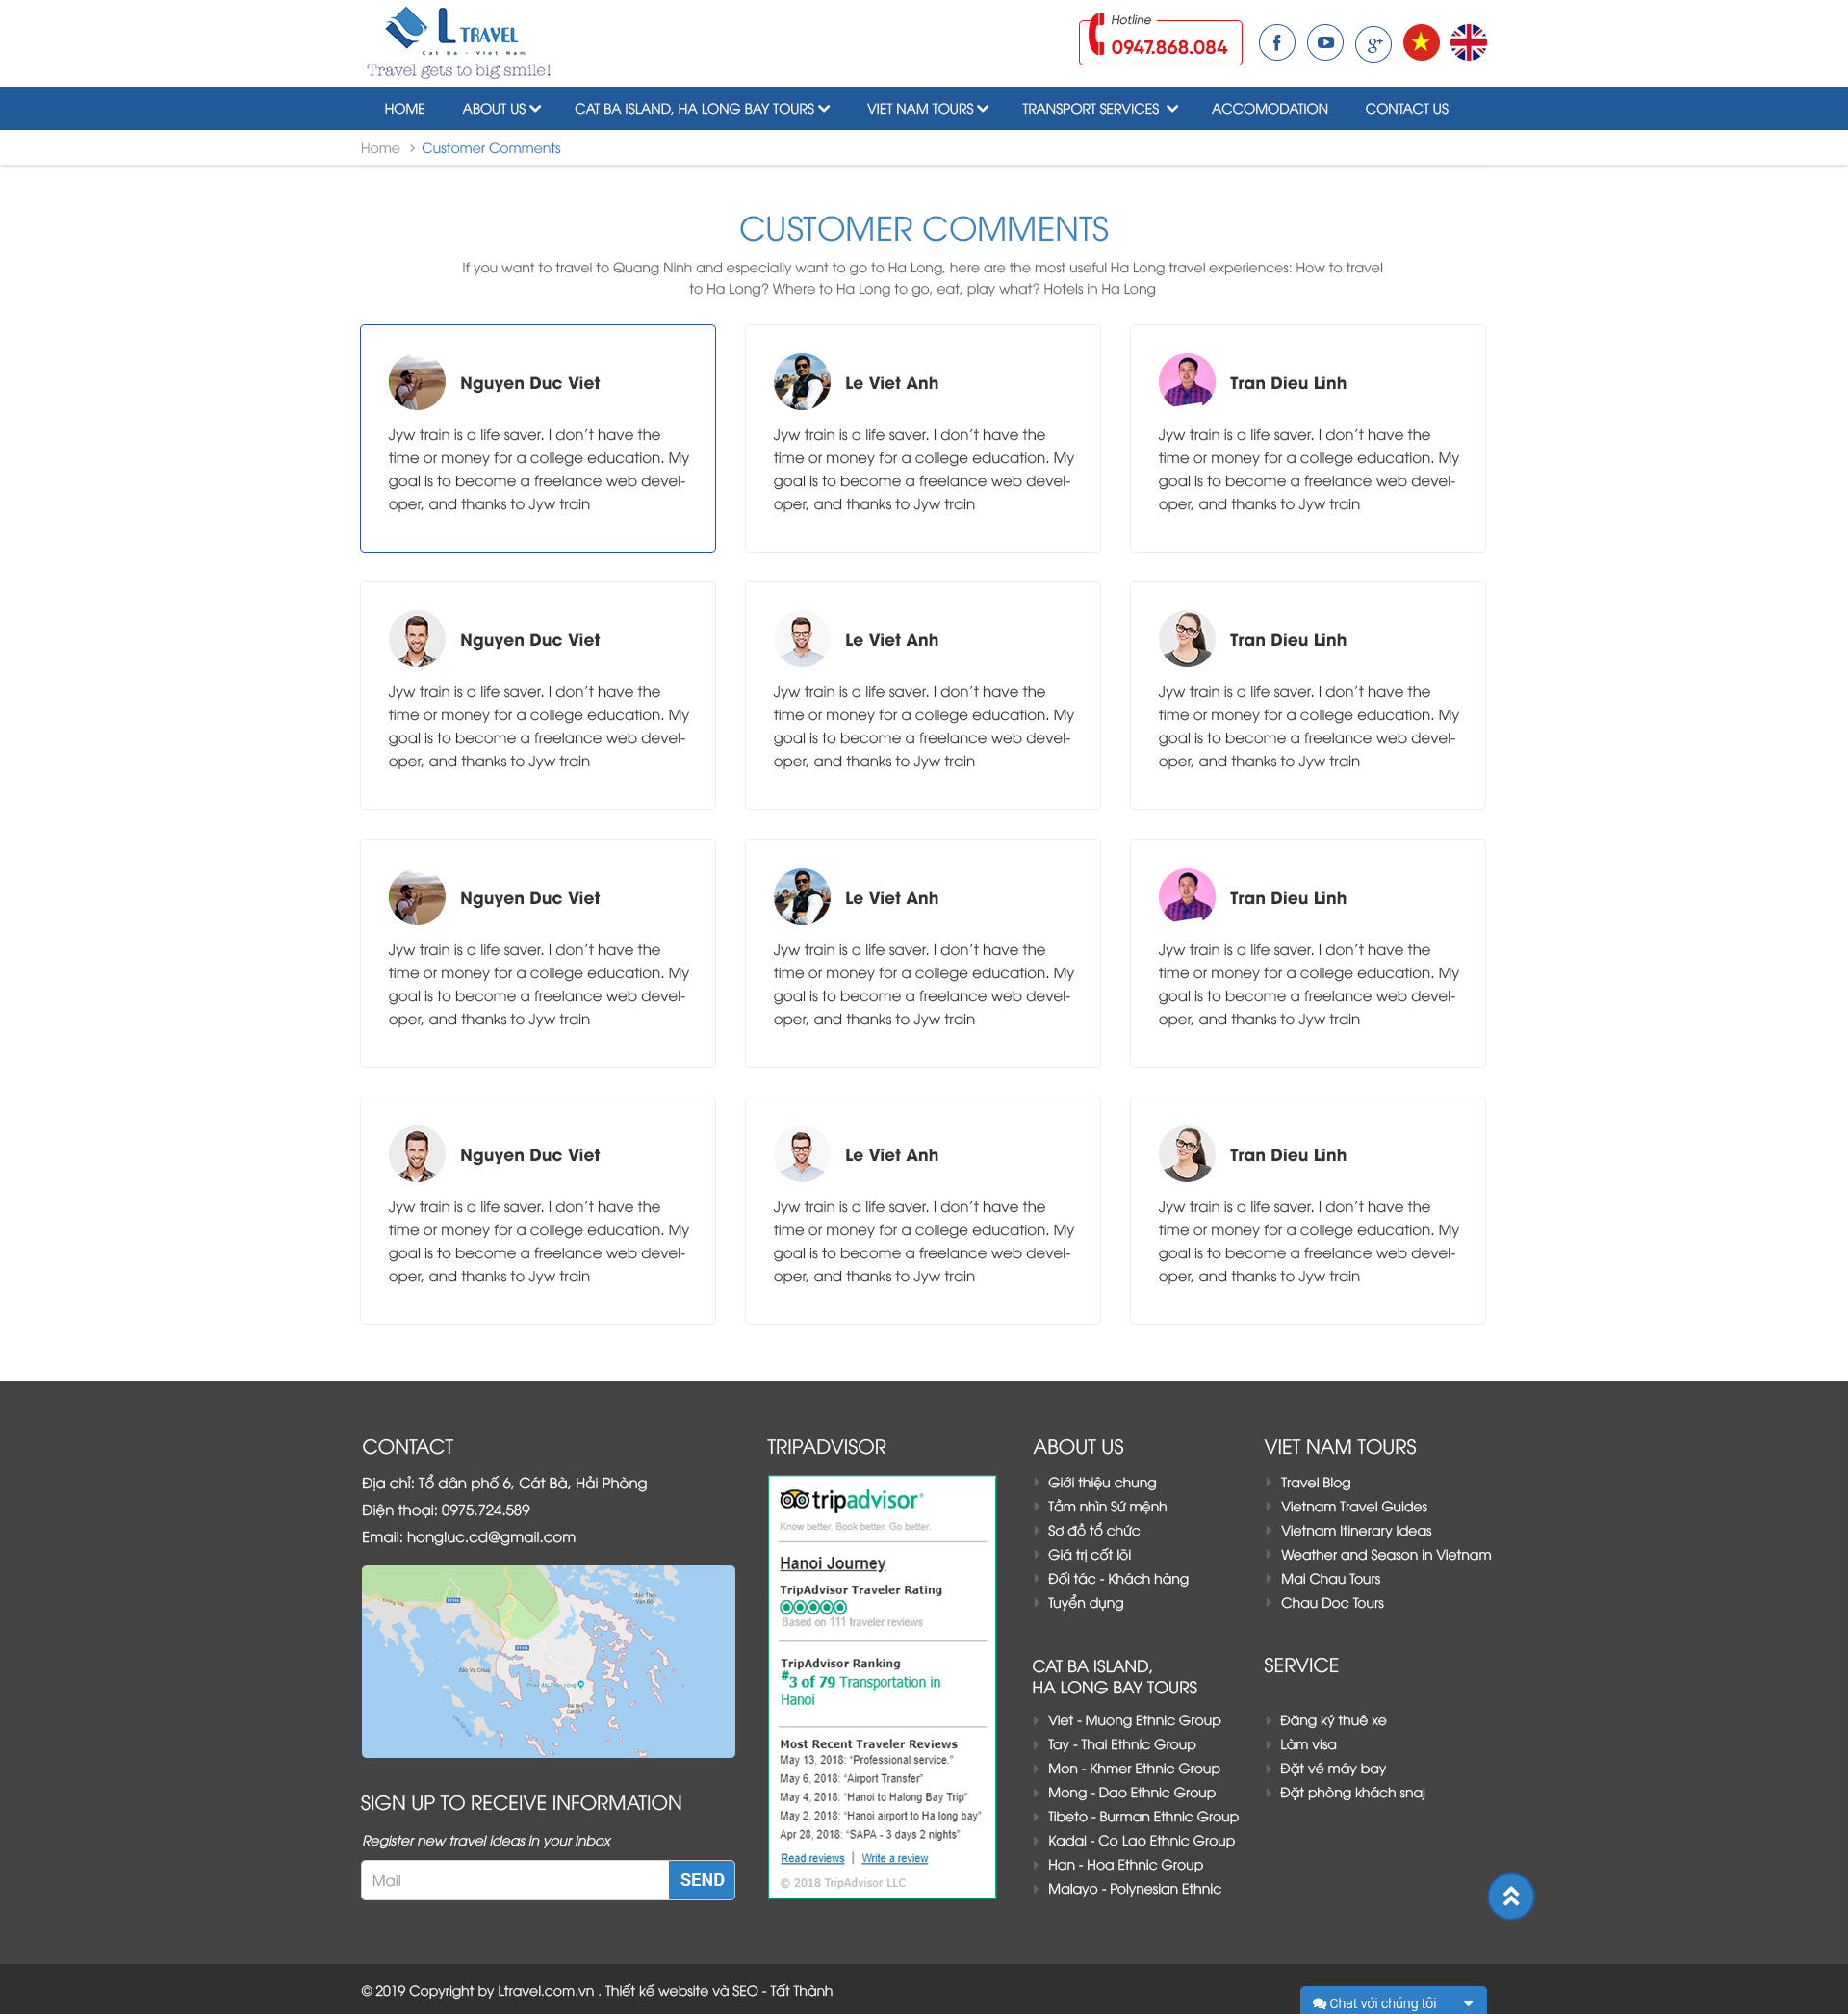 L TRAVEL
Cat Ba - Viet Nam
Travel gets to big smile!
Hotline
0947.868.084
HOME ABOUT US CAT BA ISLAND, HA LONG BAY TOURS VIET NAM TOURS TRANSPORT SERVICES ACCOMODATION CONTACT US
Home > Customer Comments
CUSTOMER COMMENTS
If you want to travel to Quang Ninh and especially want to go to Ha Long, here are the most useful Ha Long travel experiences: How to travel
to Ha Long? Where to Ha Long to go, eat, play what? Hotels in Ha Long
Nguyen Duc Viet
Jyw train is a life saver. I don't have the
time or money for a college education. My
goal is to become a freelance web devel-
oper, and thanks to Jyw train
Le Viet Anh
Jyw train is a life saver. I don't have the
time or money for a college education. My
goal is to become a freelance web devel-
oper, and thanks to Jyw train
Tran Dieu Linh
Jyw train is a life saver. I don't have the
time or money for a college education. My
goal is to become a freelance web devel-
oper, and thanks to Jyw train
Nguyen Duc Viet
Jyw train is a life saver. I don't have the
time or money for a college education. My
goal is to become a freelance web devel-
oper, and thanks to Jyw train
Le Viet Anh
Jyw train is a life saver. I don't have the
time or money for a college education. My
goal is to become a freelance web devel-
oper, and thanks to Jyw train
Tran Dieu Linh
Jyw train is a life saver. I don't have the
time or money for a college education. My
goal is to become a freelance web devel-
oper, and thanks to Jyw train
Nguyen Duc Viet
Jyw train is a life saver. I don't have the
time or money for a college education. My
goal is to become a freelance web devel-
oper, and thanks to Jyw train
Le Viet Anh
Jyw train is a life saver. I don't have the
time or money for a college education. My
goal is to become a freelance web devel-
oper, and thanks to Jyw train
Tran Dieu Linh
Jyw train is a life saver. I don't have the
time or money for a college education. My
goal is to become a freelance web devel-
oper, and thanks to Jyw train
Nguyen Duc Viet
Jyw train is a life saver. I don't have the
time or money for a college education. My
goal is to become a freelance web devel-
oper, and thanks to Jyw train
Le Viet Anh
Jyw train is a life saver. I don't have the
time or money for a college education. My
goal is to become a freelance web devel-
oper, and thanks to Jyw train
Tran Dieu Linh
Jyw train is a life saver. I don't have the
time or money for a college education. My
goal is to become a freelance web devel-
oper, and thanks to Jyw train
CONTACT
Địa chỉ: Tổ dân phố 6, Cát Bà, Hải Phòng
Điện thoại: 0975.724.589
Email: hongluc.cd@gmail.com
SIGN UP TO RECEIVE INFORMATION
Register new travel ideas in your inbox
Mail SEND
TRIPADVISOR
tripadvisor
Know better. Book better. Go better.
Hanoi Journey
TripAdvisor Traveler Rating
Based on 111 traveler reviews
TripAdvisor Ranking
#3 of 79 Transportation in
Hanoi
Most Recent Traveler Reviews
May 13, 2018: "Professional service."
May 6, 2018: "Airport Transfer"
May 4, 2018: "Hanoi to Halong Bay Trip"
May 2, 2018: "Hanoi airport to Ha long bay"
Apr 28, 2018: "SAPA - 3 days 2 nights"
Read reviews | Write a review
© 2018 TripAdvisor LLC
ABOUT US
Giới thiệu chung
Tầm nhìn Sứ mệnh
Sơ đồ tổ chức
Giá trị cốt lõi
Đối tác - Khách hàng
Tuyển dụng
VIET NAM TOURS
Travel Blog
Vietnam Travel Guides
Vietnam Itinerary Ideas
Weather and Season in Vietnam
Mai Chau Tours
Chau Doc Tours
CAT BA ISLAND,
HA LONG BAY TOURS
Viet - Muong Ethnic Group
Tay - Thai Ethnic Group
Mon - Khmer Ethnic Group
Mong - Dao Ethnic Group
Tibeto - Burman Ethnic Group
Kadai - Co Lao Ethnic Group
Han - Hoa Ethnic Group
Malayo - Polynesian Ethnic
SERVICE
Đăng ký thuê xe
Làm visa
Đặt vé máy bay
Đặt phòng khách snaj
© 2019 Copyright by Ltravel.com.vn . Thiết kế website và SEO - Tất Thành
Chat với chúng tôi